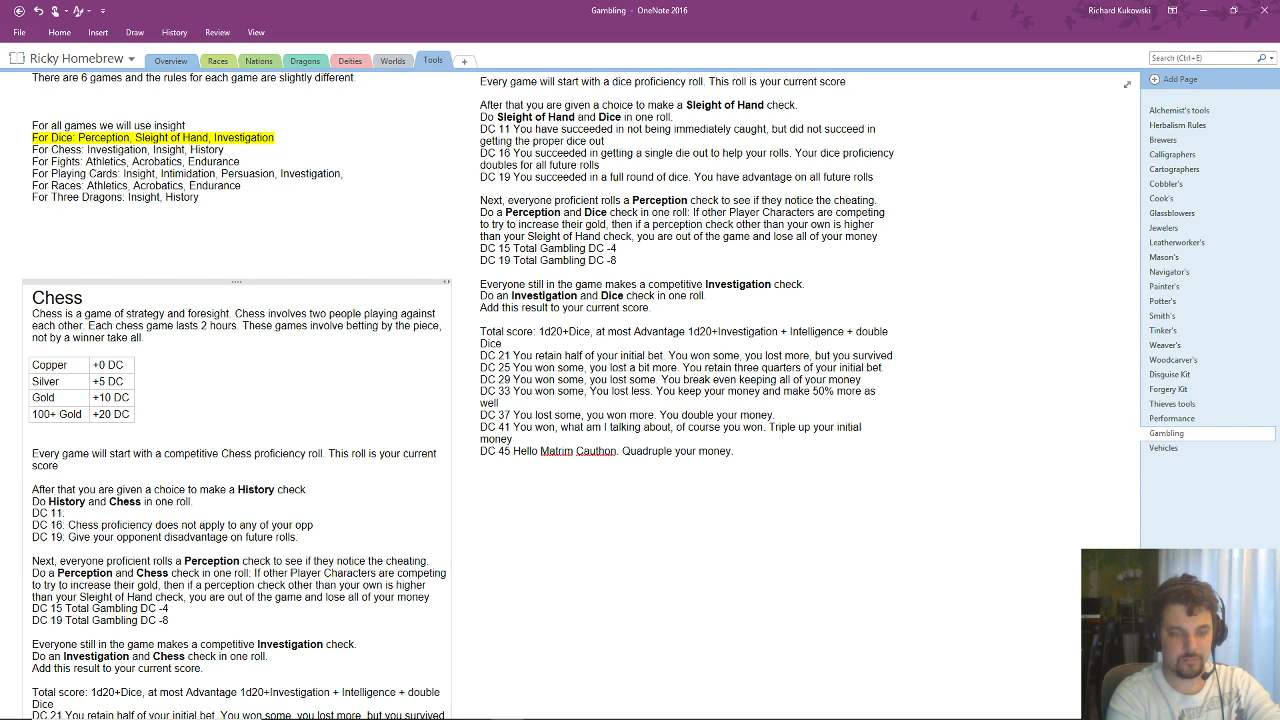 Gambling - OneNote 2016
Richard Kukowski
File Home Insert Draw History Review View
Ricky Homebrew
Overview Races Nations Dragons Deities Worlds Tools
Search (Ctrl+E)
There are 6 games and the rules for each game are slightly different.
For all games we will use insight
For Dice: Perception, Sleight of Hand, Investigation
For Chess: Investigation, Insight, History
For Fights: Athletics, Acrobatics, Endurance
For Playing Cards: Insight, Intimidation, Persuasion, Investigation,
For Races: Athletics, Acrobatics, Endurance
For Three Dragons: Insight, History
Chess
Chess is a game of strategy and foresight. Chess involves two people playing against
each other. Each chess game lasts 2 hours. These games involve betting by the piece,
not by a winner take all.
Copper +0 DC
Silver +5 DC
Gold +10 DC
100+ Gold +20 DC
Every game will start with a competitive Chess proficiency roll. This roll is your current
score
After that you are given a choice to make a History check.
Do History and Chess in one roll.
DC 11:
DC 16: Chess proficiency does not apply to any of your opp
DC 19: Give your opponent disadvantage on future rolls.
Next, everyone proficient rolls a Perception check to see if they notice the cheating.
Do a Perception and Chess check in one roll: If other Player Characters are competing
to try to increase their gold, then if a perception check other than your own is higher
than your Sleight of Hand check, you are out of the game and lose all of your money
DC 15 Total Gambling DC -4
DC 19 Total Gambling DC -8
Everyone still in the game makes a competitive Investigation check.
Do an Investigation and Chess check in one roll.
Add this result to your current score.
Total score: 1d20+Dice, at most Advantage 1d20+Investigation + Intelligence + double
Dice
DC 21 You retain half of your initial bet. You won some, you lost more, but you survived
Every game will start with a dice proficiency roll. This roll is your current score
After that you are given a choice to make a Sleight of Hand check.
Do Sleight of Hand and Dice in one roll.
DC 11 You have succeeded in not being immediately caught, but did not succeed in
getting the proper dice out
DC 16 You succeeded in getting a single die out to help your rolls. Your dice proficiency
doubles for all future rolls
DC 19 You succeeded in a full round of dice. You have advantage on all future rolls
Next, everyone proficient rolls a Perception check to see if they notice the cheating.
Do a Perception and Dice check in one roll: If other Player Characters are competing
to try to increase their gold, then if a perception check other than your own is higher
than your Sleight of Hand check, you are out of the game and lose all of your money
DC 15 Total Gambling DC -4
DC 19 Total Gambling DC -8
Everyone still in the game makes a competitive Investigation check.
Do an Investigation and Dice check in one roll.
Add this result to your current score.
Total score: 1d20+Dice, at most Advantage 1d20+Investigation + Intelligence + double
Dice
DC 21 You retain half of your initial bet. You won some, you lost more, but you survived
DC 25 You won some, you lost a bit more. You retain three quarters of your initial bet.
DC 29 You won some, you lost some. You break even keeping all of your money
DC 33 You won some, You lost less. You keep your money and make 50% more as
well
DC 37 You lost some, you won more. You double your money.
DC 41 You won, what am I talking about, of course you won. Triple up your initial
money
DC 45 Hello Matrim Cauthon. Quadruple your money.
Add Page
Alchemist's tools
Herbalism Rules
Brewers
Calligraphers
Cartographers
Cobbler's
Cook's
Glassblowers
Jewelers
Leatherworker's
Mason's
Navigator's
Painter's
Potter's
Smith's
Tinker's
Weaver's
Woodcarver's
Disguise Kit
Forgery Kit
Thieves tools
Performance
Gambling
Vehicles